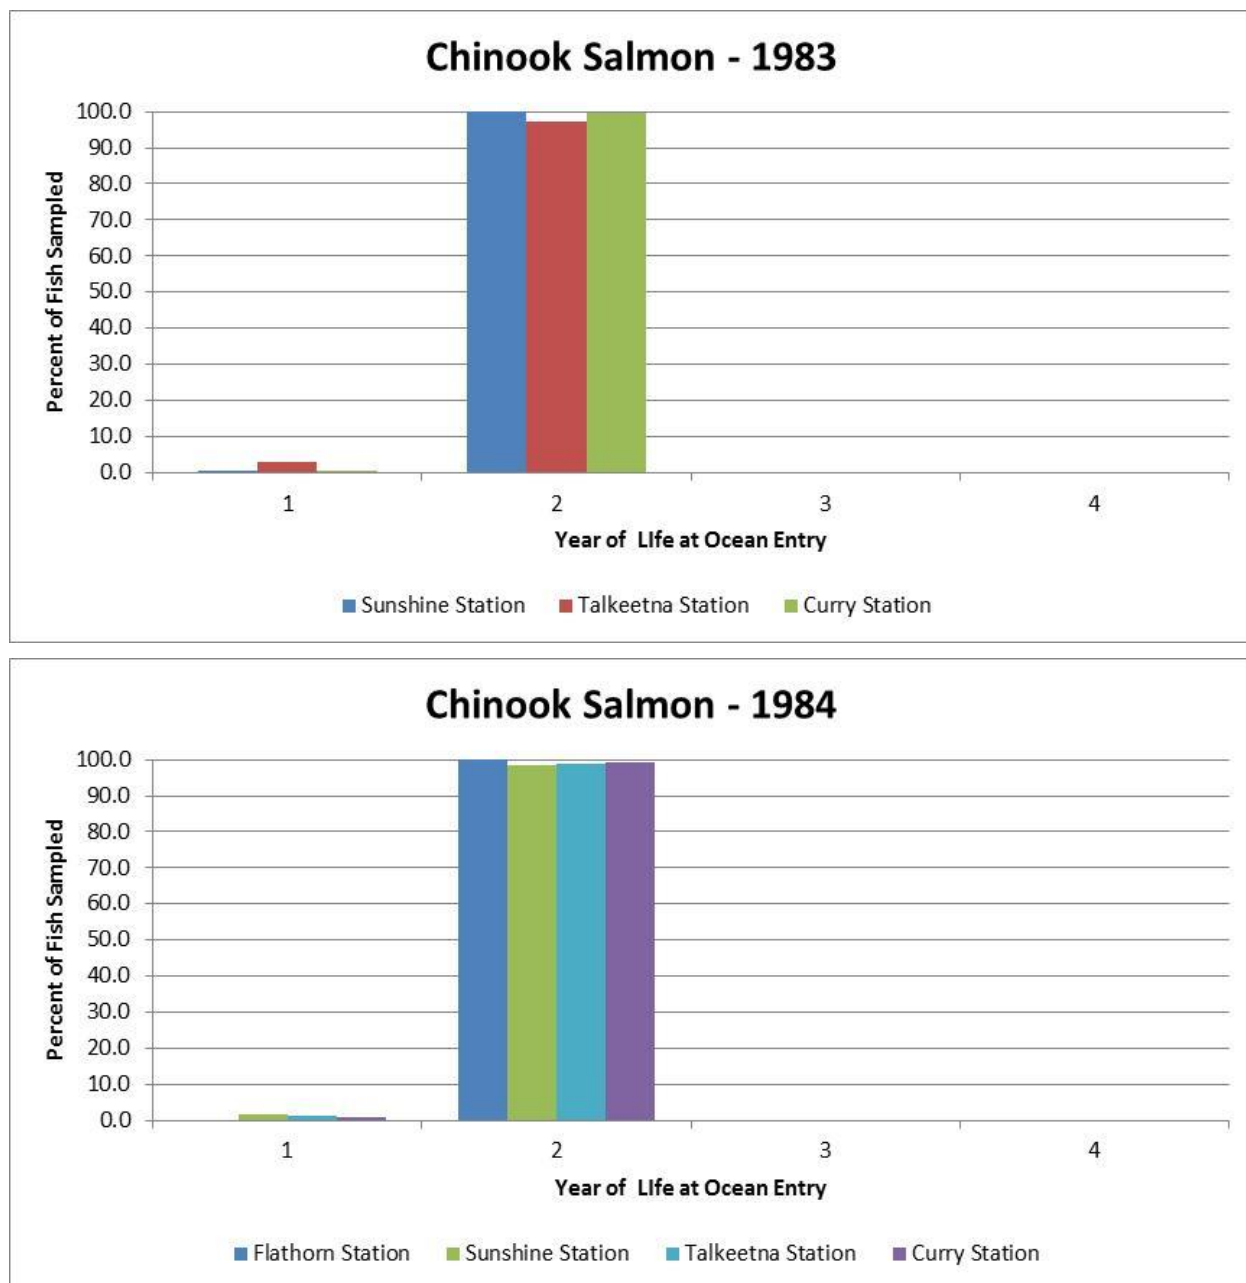 Chinook Salmon - 1983
Percent of Fish Sampled
100.0
90.0
80.0
70.0
60.0
50.0
40.0
30.0
20.0
10.0
0.0
1 2 3 4
Year of LIfe at Ocean Entry
Sunshine Station Talkeetna Station Curry Station
Chinook Salmon - 1984
Percent of Fish Sampled
100.0
90.0
80.0
70.0
60.0
50.0
40.0
30.0
20.0
10.0
0.0
1 2 3 4
Year of LIfe at Ocean Entry
Flathorn Station Sunshine Station Talkeetna Station Curry Station